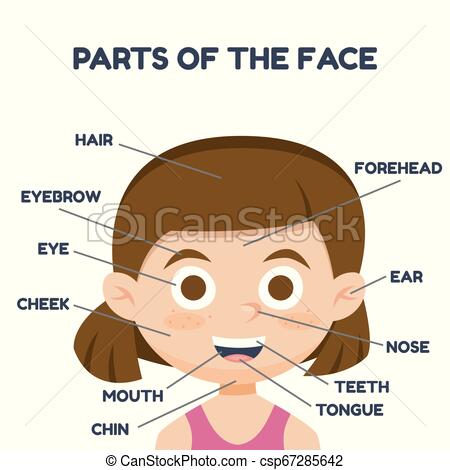 PARTS OF THE FACE
HAIR
FOREHEAD
EYEBROW
EYE
EAR
CHEEK
NOSE
MOUTH
TEETH
TONGUE
CHIN
© CanStockPhoto
© Can Stock Photo - csp67285642